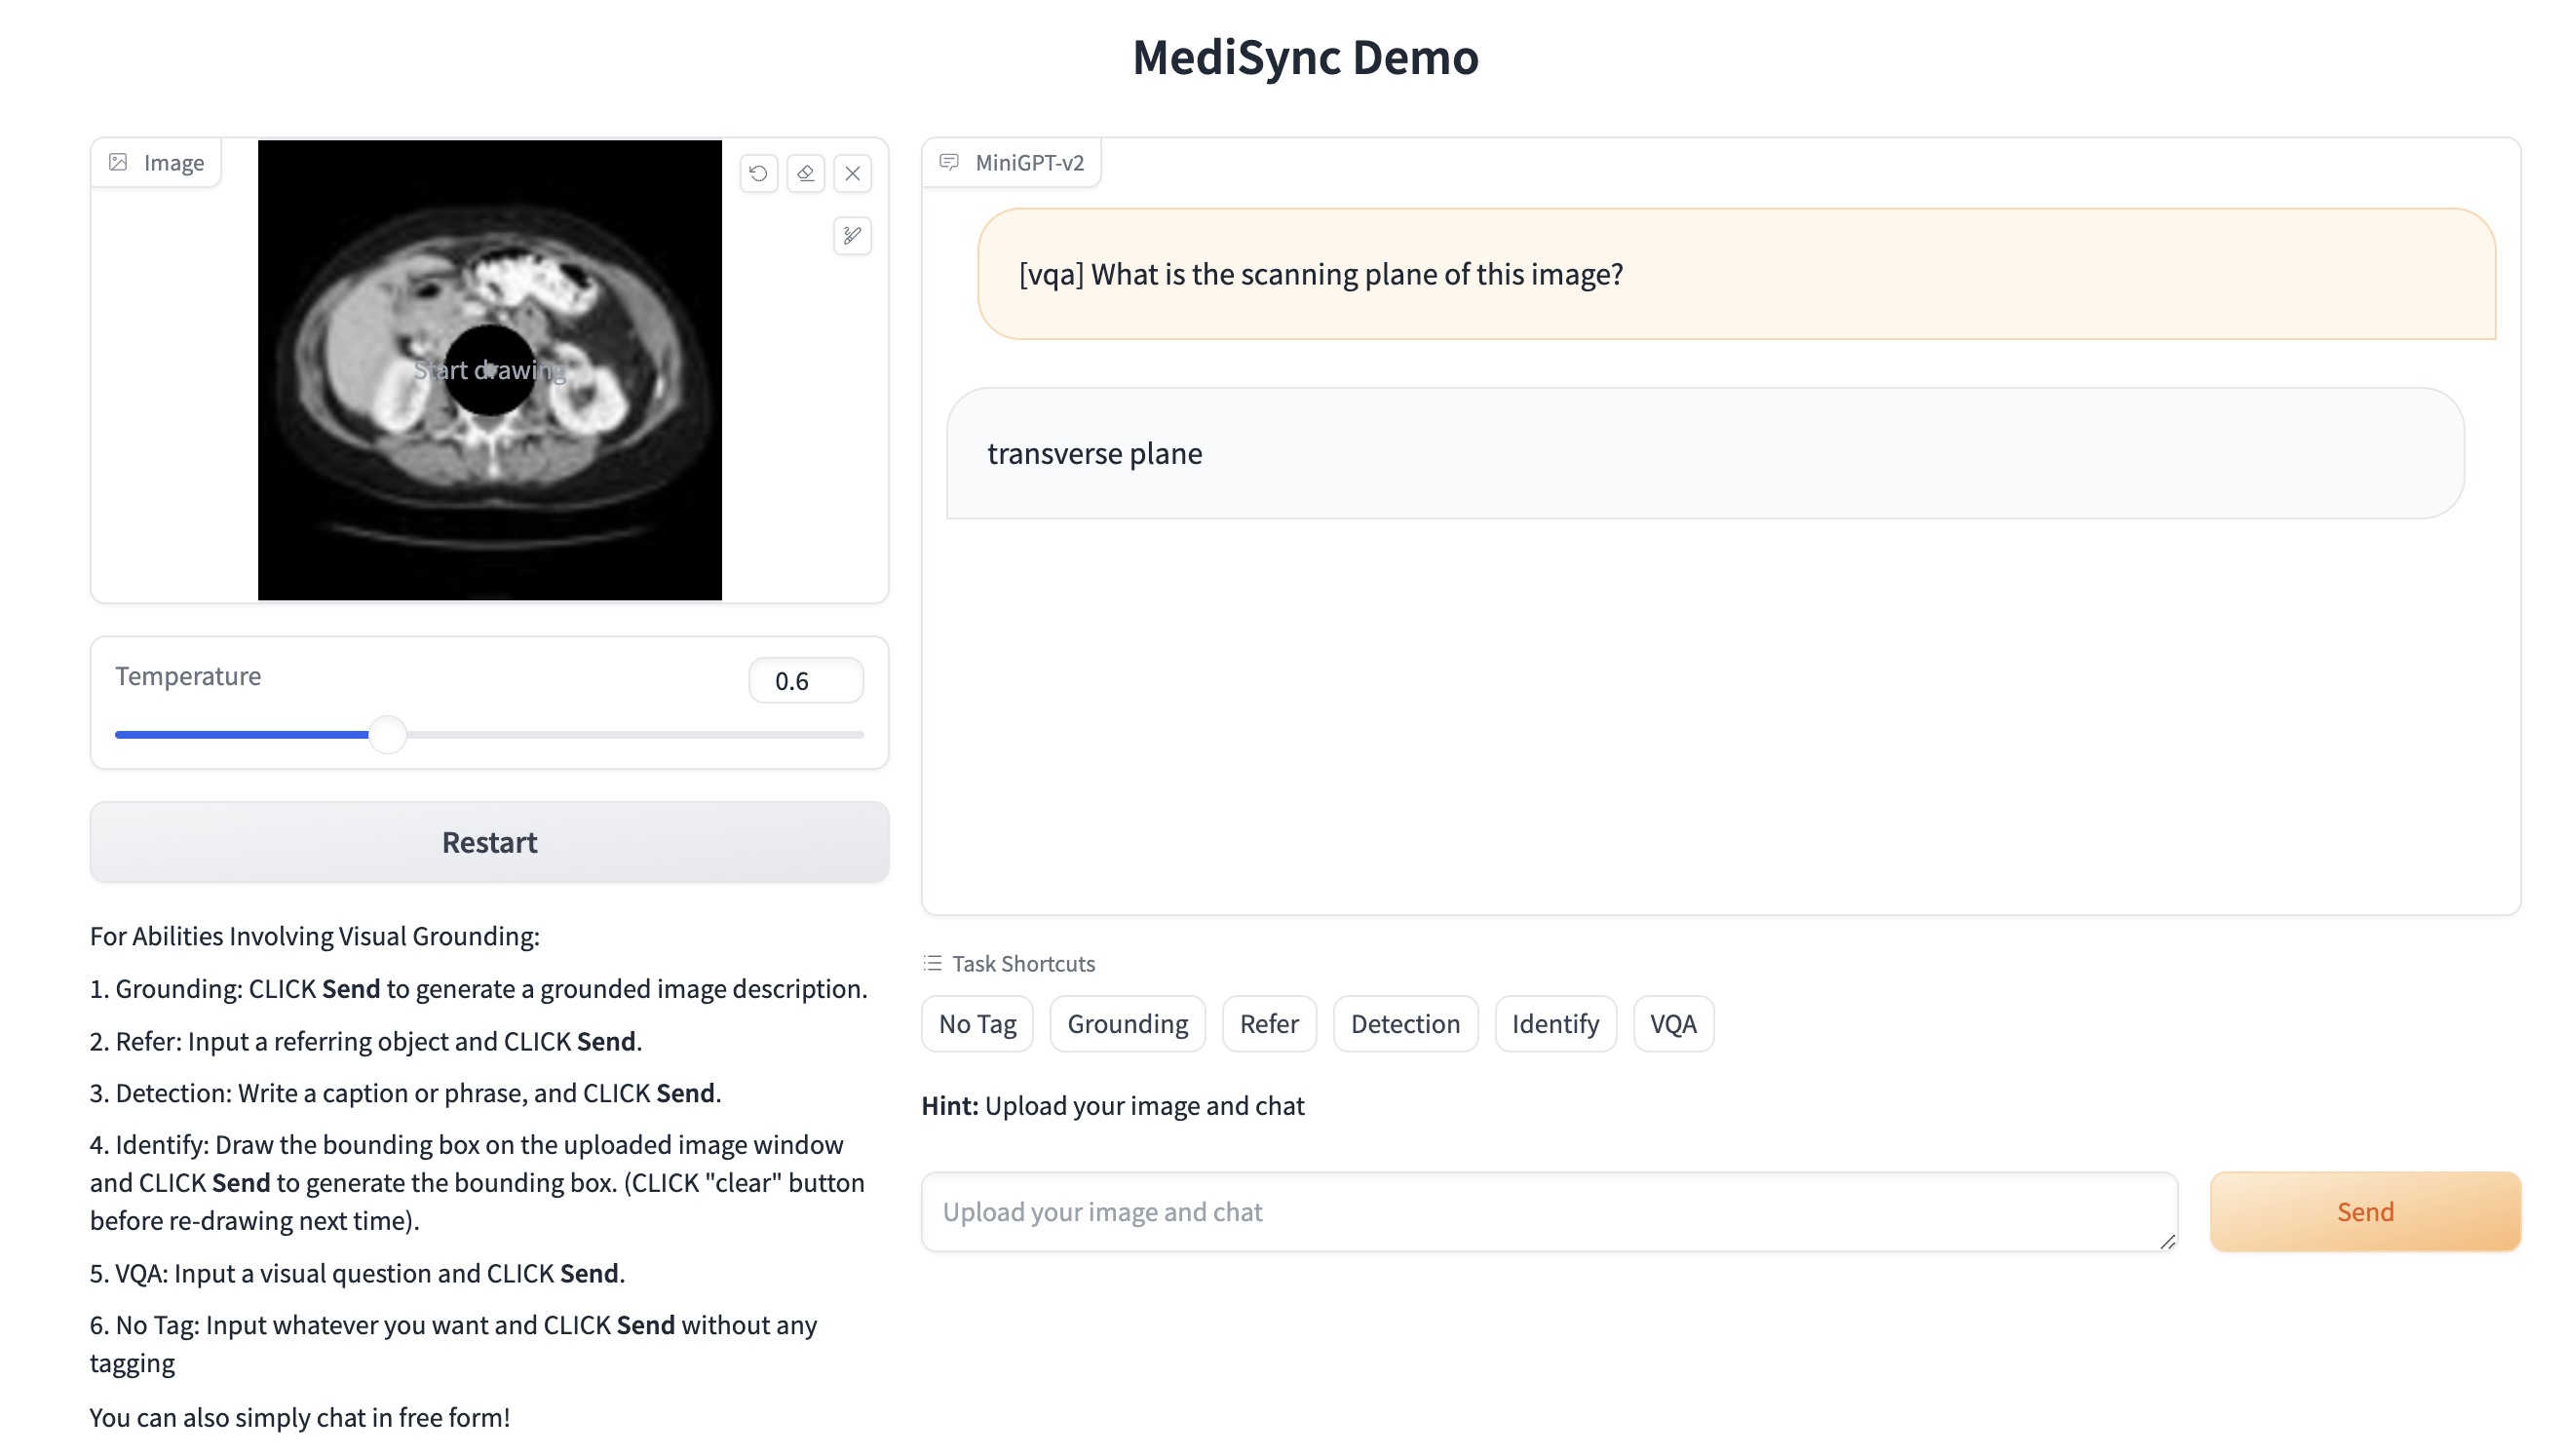 MediSync Demo
Image
Start drawing
Temperature
0.6
Restart
For Abilities Involving Visual Grounding:
1. Grounding: CLICK Send to generate a grounded image description.
2. Refer: Input a referring object and CLICK Send.
3. Detection: Write a caption or phrase, and CLICK Send.
4. Identify: Draw the bounding box on the uploaded image window
and CLICK Send to generate the bounding box. (CLICK "clear" button
before re-drawing next time).
5. VQA: Input a visual question and CLICK Send.
6. No Tag: Input whatever you want and CLICK Send without any
tagging
You can also simply chat in free form!
MiniGPT-v2
[vqa] What is the scanning plane of this image?
transverse plane
Task Shortcuts
No Tag Grounding Refer Detection Identify VQA
Hint: Upload your image and chat
Upload your image and chat
Send